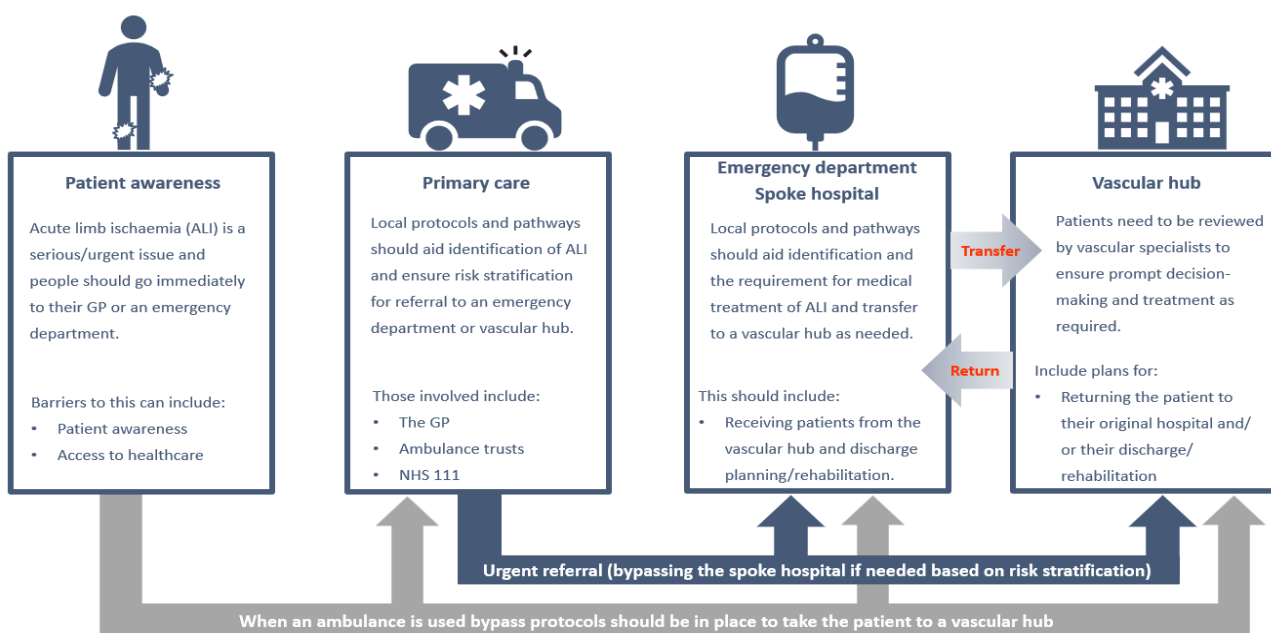 Patient awareness
Acute limb ischaemia (ALI) is a
serious/urgent issue and
people should go immediately
to their GP or an emergency
department.
Barriers to this can include:
• Patient awareness
• Access to healthcare
Primary care
Local protocols and pathways
should aid identification of ALI
and ensure risk stratification
for referral to an emergency
department or vascular hub.
Those involved include:
• The GP
• Ambulance trusts
• NHS 111
Emergency department
Spoke hospital
Local protocols and pathways
should aid identification and
the requirement for medical
treatment of ALI and transfer
to a vascular hub as needed.
This should include:
• Receiving patients from the
vascular hub and discharge
planning/rehabilitation.
Transfer
Return
Vascular hub
Patients need to be reviewed
by vascular specialists to
ensure prompt decision-
making and treatment as
required.
Include plans for:
• Returning the patient to
their original hospital and/
or their discharge/
rehabilitation
Urgent referral (bypassing the spoke hospital if needed based on risk stratification)
When an ambulance is used bypass protocols should be in place to take the patient to a vascular hub